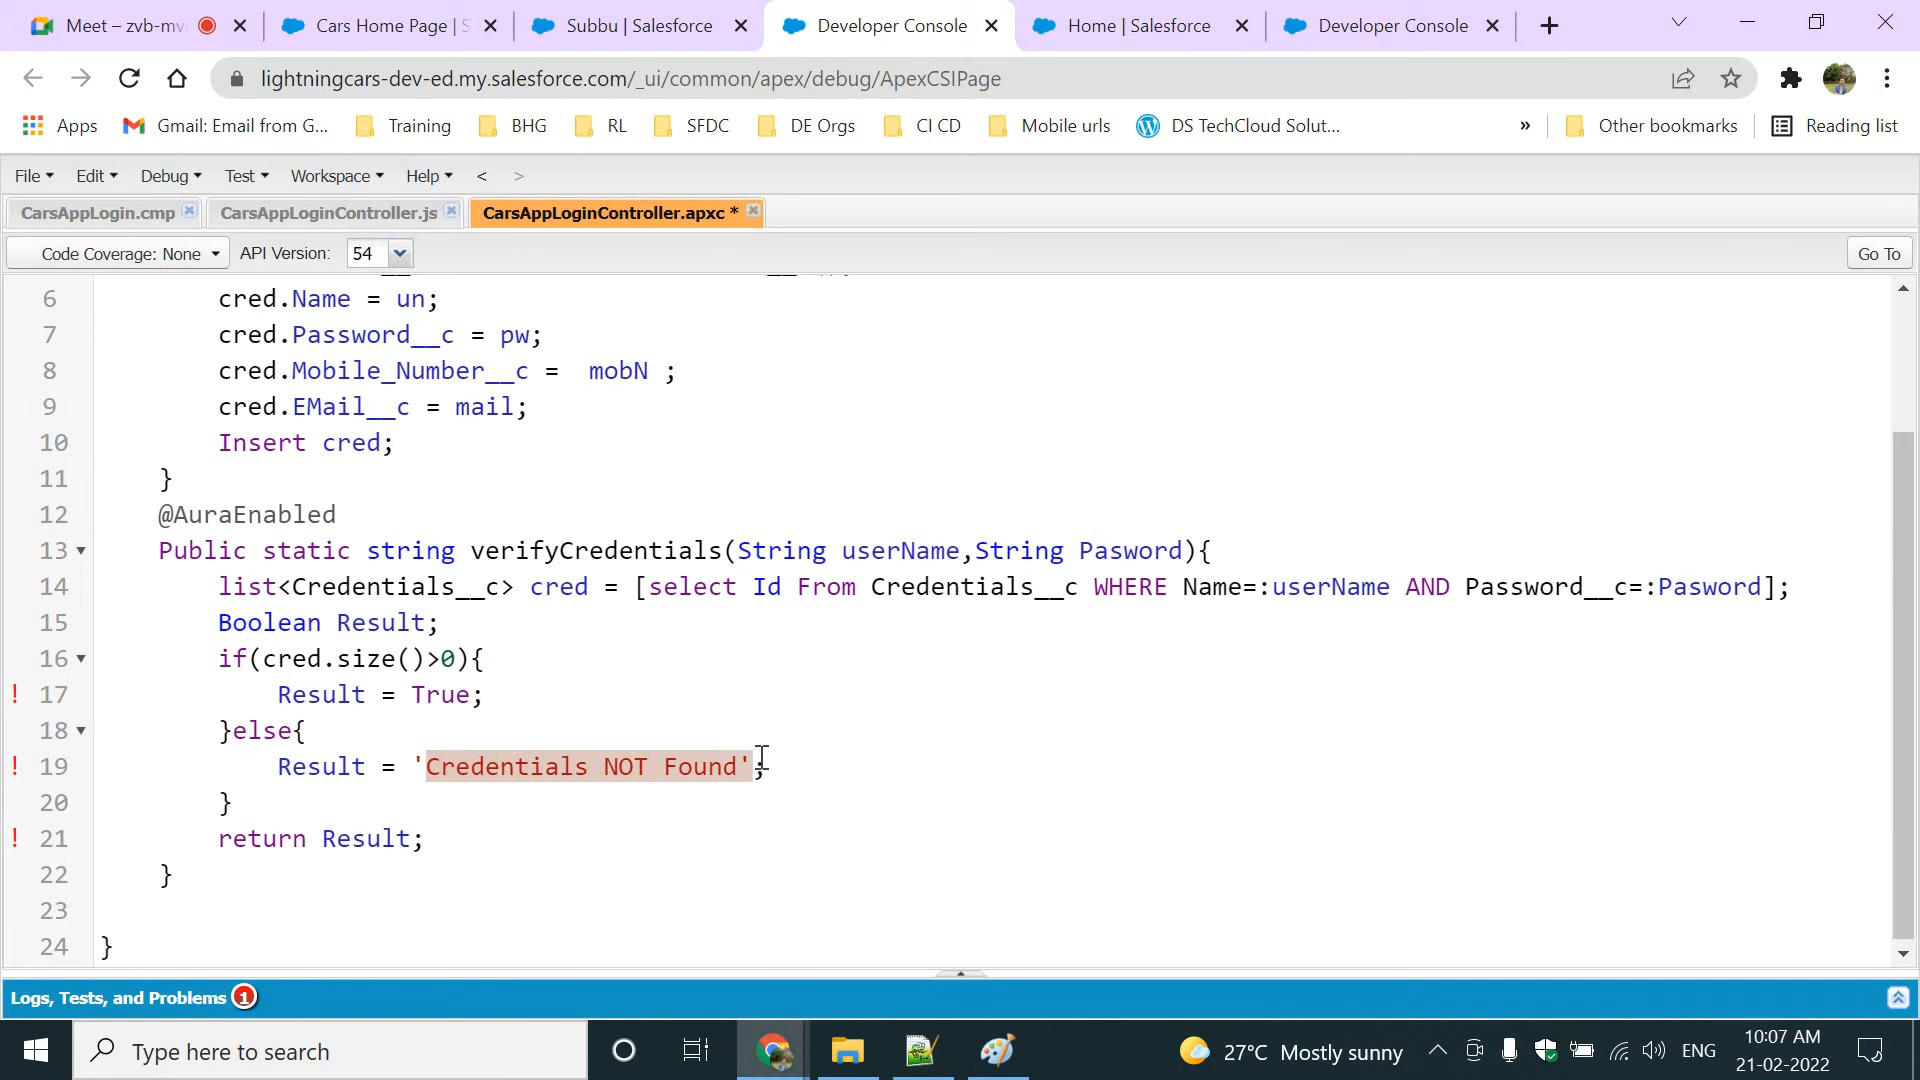 Meet – zvb-mv
Cars Home Page | S
Subbu | Salesforce
Developer Console
Home | Salesforce
Developer Console
lightningcars-dev-ed.my.salesforce.com/_ui/common/apex/debug/ApexCSIPage
Apps
Gmail: Email from G...
Training
BHG
RL
SFDC
DE Orgs
CI CD
Mobile urls
DS TechCloud Solut...
»
Other bookmarks
Reading list
File Edit Debug Test Workspace Help < >
CarsAppLogin.cmp
CarsAppLoginController.js
CarsAppLoginController.apxc *
Code Coverage: None
API Version: 54
Go To
6 cred.Name = un;
7 cred.Password__c = pw;
8 cred.Mobile_Number__c = mobN ;
9 cred.EMail__c = mail;
10 Insert cred;
11 }
12 @AuraEnabled
13 Public static string verifyCredentials(String userName,String Pasword){
14 list<Credentials__c> cred = [select Id From Credentials__c WHERE Name=:userName AND Password__c=:Pasword];
15 Boolean Result;
16 if(cred.size()>0){
! 17 Result = True;
18 }else{
! 19 Result = 'Credentials NOT Found';
20 }
! 21 return Result;
22 }
23
24 }
Logs, Tests, and Problems 1
Type here to search
27°C Mostly sunny
ENG
10:07 AM
21-02-2022